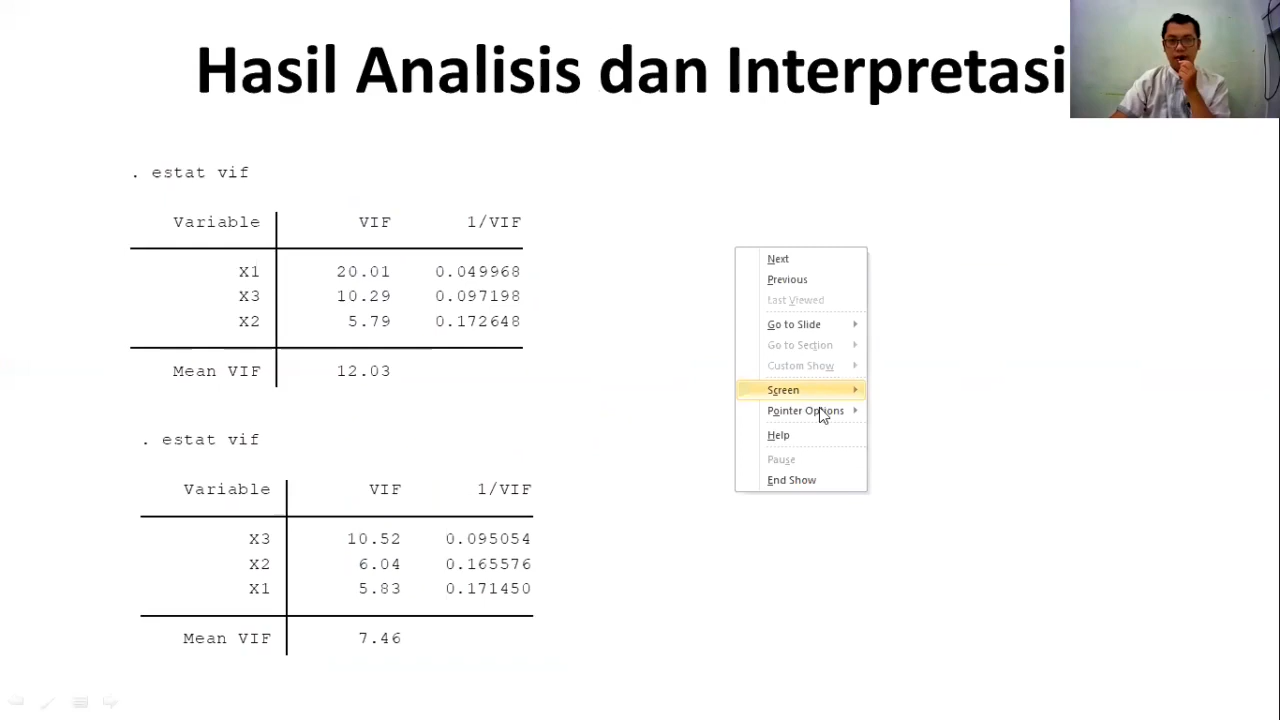 Hasil Analisis dan Interpretasi
. estat vif
Variable VIF 1/VIF
X1 20.01 0.049968
X3 10.29 0.097198
X2 5.79 0.172648
Mean VIF 12.03
. estat vif
Variable VIF 1/VIF
X3 10.52 0.095054
X2 6.04 0.165576
X1 5.83 0.171450
Mean VIF 7.46
Next
Previous
Last Viewed
Go to Slide
Go to Section
Custom Show
Screen
Pointer Options
Help
Pause
End Show